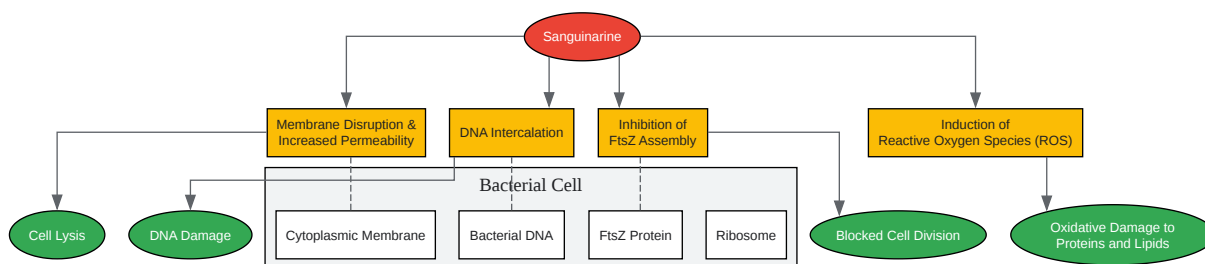 Sanguinarine
Membrane Disruption &
Increased Permeability
DNA Intercalation
Inhibition of
FtsZ Assembly
Induction of
Reactive Oxygen Species (ROS)
Bacterial Cell
Cell Lysis
DNA Damage
Cytoplasmic Membrane
Bacterial DNA
FtsZ Protein
Ribosome
Blocked Cell Division
Oxidative Damage to
Proteins and Lipids